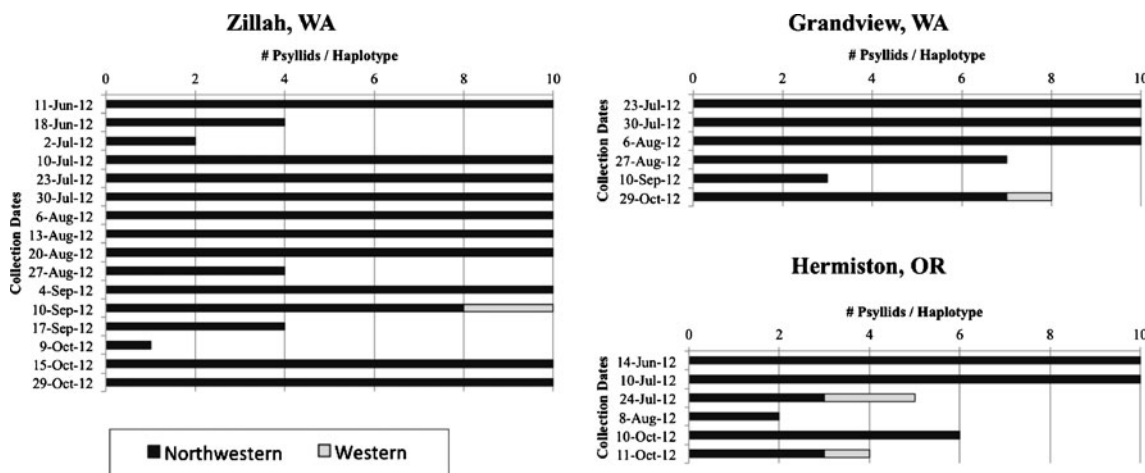 Zillah, WA
# Psyllids / Haplotype
0 2 4 6 8 10
Collection Dates
11-Jun-12
18-Jun-12
2-Jul-12
10-Jul-12
23-Jul-12
30-Jul-12
6-Aug-12
13-Aug-12
20-Aug-12
27-Aug-12
4-Sep-12
10-Sep-12
17-Sep-12
9-Oct-12
15-Oct-12
29-Oct-12
Northwestern Western
Grandview, WA
# Psyllids / Haplotype
0 2 4 6 8 10
Collection Dates
23-Jul-12
30-Jul-12
6-Aug-12
27-Aug-12
10-Sep-12
29-Oct-12
Hermiston, OR
# Psyllids / Haplotype
0 2 4 6 8 10
Collection Dates
14-Jun-12
10-Jul-12
24-Jul-12
8-Aug-12
10-Oct-12
11-Oct-12